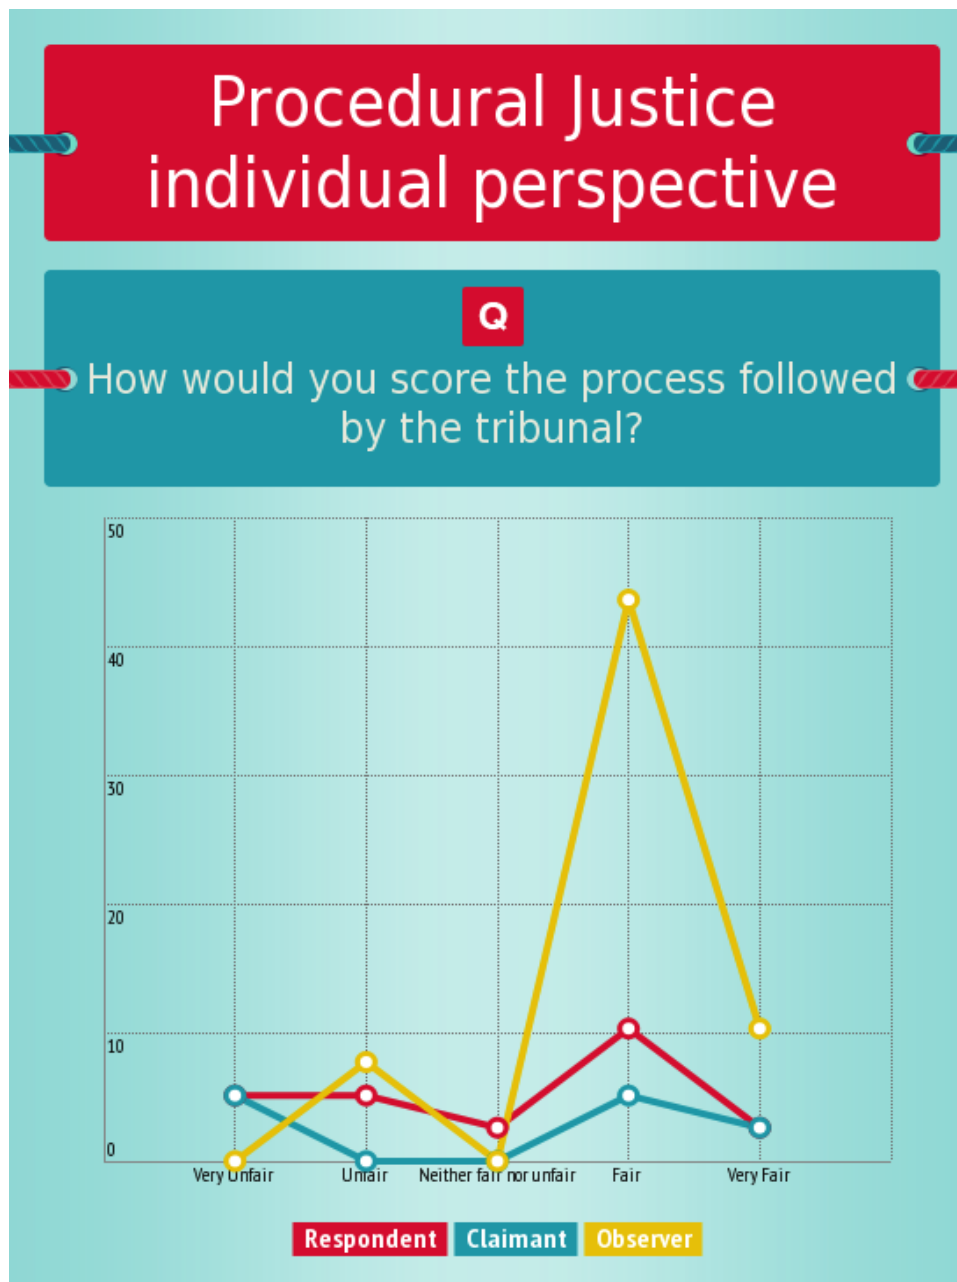 Procedural Justice
individual perspective
Q
How would you score the process followed
by the tribunal?
50
40
30
20
10
0
Very Unfair Unfair Neither fair nor unfair Fair Very Fair
Respondent Claimant Observer